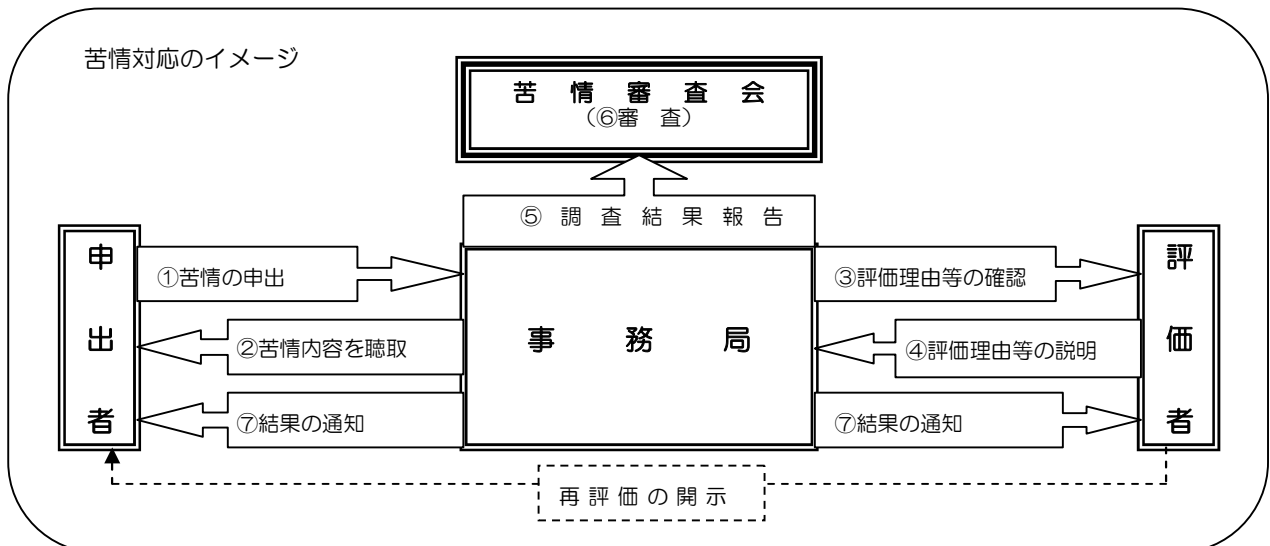 苦情対応のイメージ
苦情審査会
（⑥審　査）
⑤調査結果報告
申出者
①苦情の申出
③評価理由等の確認
評価者
事務局
②苦情内容を聴取
④評価理由等の説明
⑦結果の通知
⑦結果の通知
再評価の開示